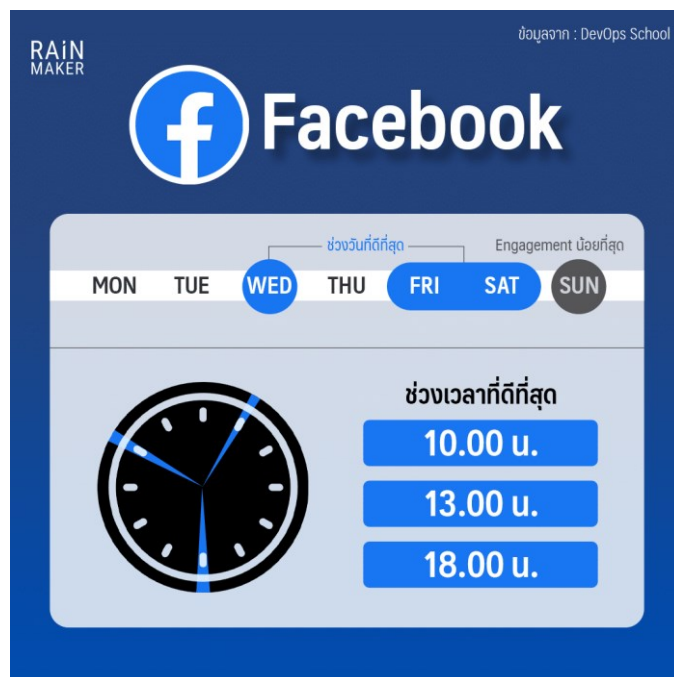 RAiN
MAKER
ข้อมูลจาก : DevOps School
Facebook
ช่วงวันที่ดีที่สุด
Engagement น้อยที่สุด
MON TUE WED THU FRI SAT SUN
ช่วงเวลาที่ดีที่สุด
10.00 น.
13.00 น.
18.00 น.